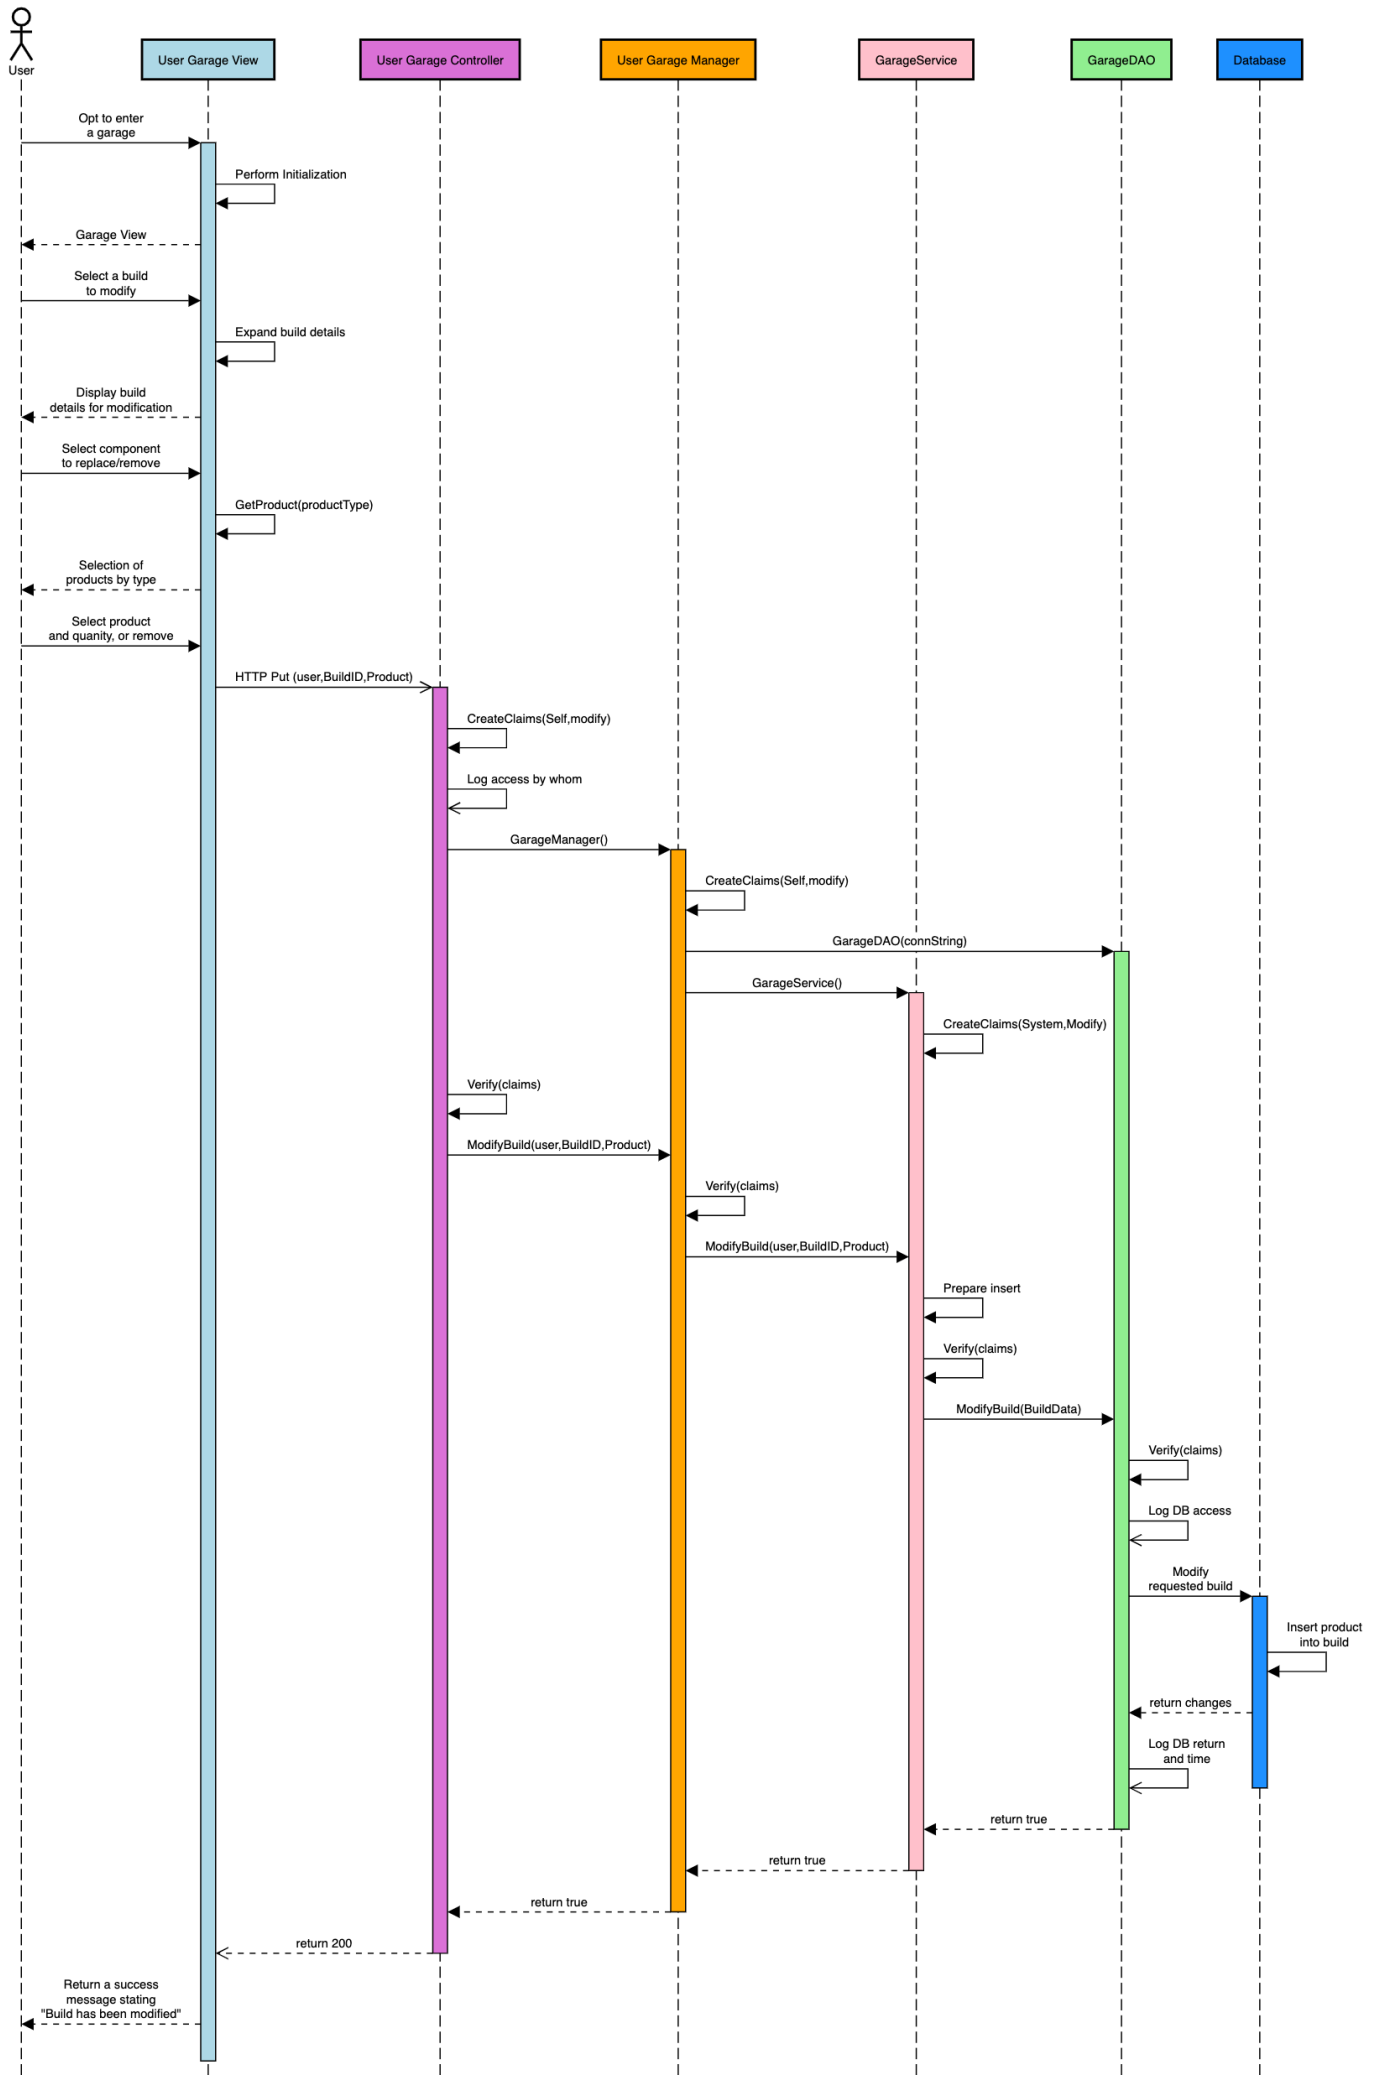 User
User Garage View
User Garage Controller
User Garage Manager
GarageService
GarageDAO
Database
Opt to enter
a garage
Perform Initialization
Garage View
Select a build
to modify
Expand build details
Display build
details for modification
Select component
to replace/remove
GetProduct(productType)
Selection of
products by type
Select product
and quanity, or remove
HTTP Put (user,BuildID,Product)
CreateClaims(Self,modify)
Log access by whom
GarageManager()
CreateClaims(Self,modify)
GarageDAO(connString)
GarageService()
CreateClaims(System,Modify)
Verify(claims)
ModifyBuild(user,BuildID,Product)
Verify(claims)
ModifyBuild(user,BuildID,Product)
Prepare insert
Verify(claims)
ModifyBuild(BuildData)
Verify(claims)
Log DB access
Modify
requested build
Insert product
into build
return changes
Log DB return
and time
return true
return true
return true
return 200
Return a success
message stating
"Build has been modified"